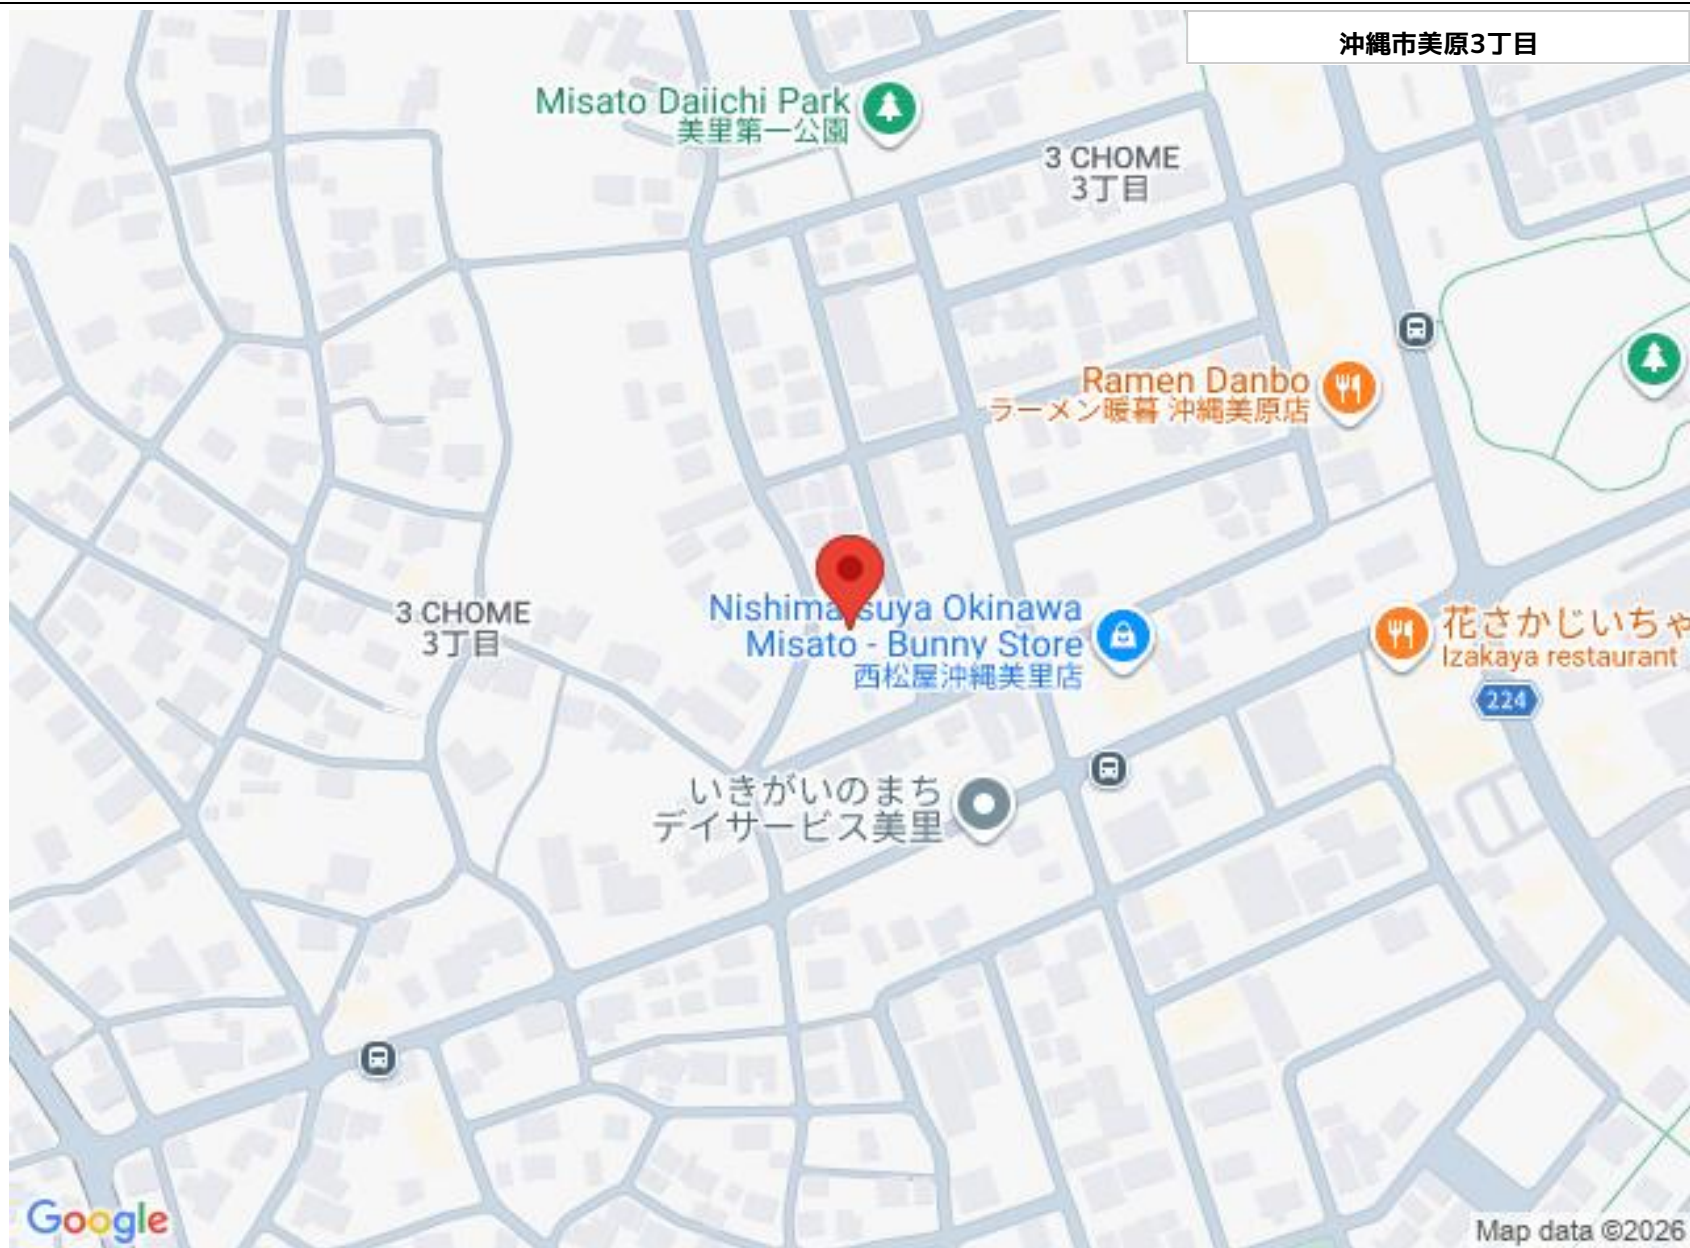 沖縄市美原3丁目
Misato Daiichi Park
美里第一公園
3 CHOME
3丁目
Ramen Danbo
ラーメン暖暮 沖縄美原店
3 CHOME
3丁目
Nishimatsuya Okinawa
Misato - Bunny Store
西松屋沖縄美里店
花さかじいちゃ
Izakaya restaurant
224
いきがいのまち
デイサービス美里
Google
Map data ©2026